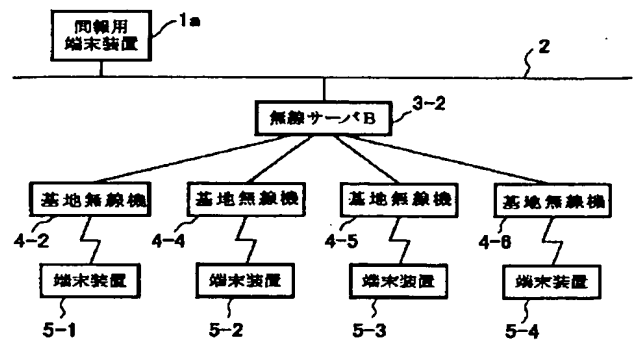 同報用
端末装置
1a
2
無線サーバB
3-2
基地無線機
基地無線機
基地無線機
基地無線機
4-2
4-4
4-5
4-6
端末装置
端末装置
端末装置
端末装置
5-1
5-2
5-3
5-4